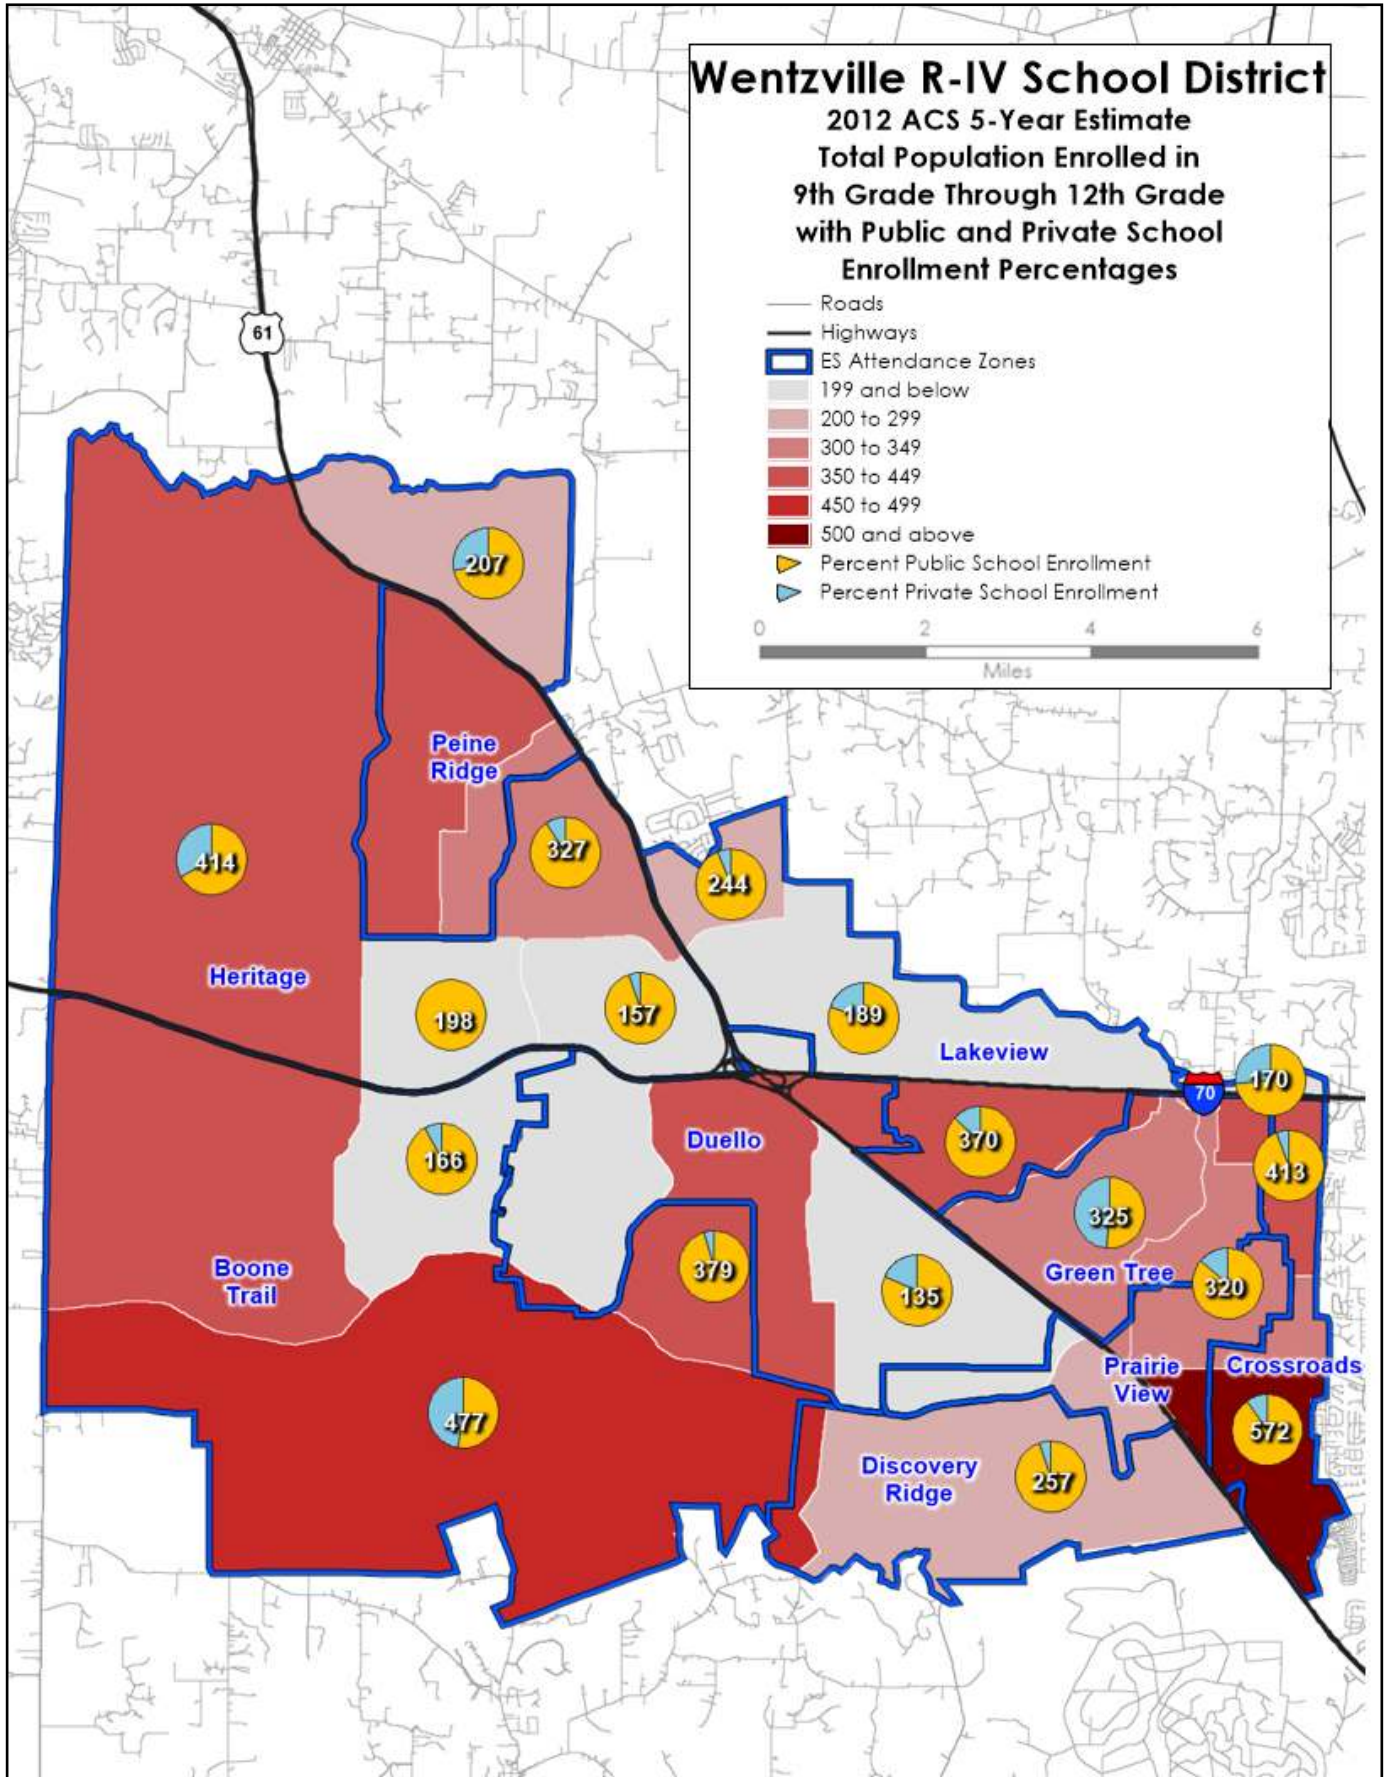 Wentzville R-IV School District
2012 ACS 5-Year Estimate
Total Population Enrolled in
9th Grade Through 12th Grade
with Public and Private School
Enrollment Percentages
Roads
Highways
ES Attendance Zones
199 and below
200 to 299
300 to 349
350 to 449
450 to 499
500 and above
Percent Public School Enrollment
Percent Private School Enrollment
0 2 4 6
Miles
61
207
Peine
Ridge
414
327
244
Heritage
198
157
189
Lakeview
170
70
166
Duello
370
413
325
Boone
Trail
379
135
Green Tree
320
Prairie
View
Crossroads
477
572
Discovery
Ridge
257